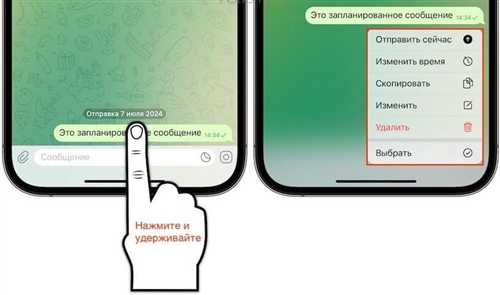 Отправка 7 июля 2024
Это запланированное сообщение 14:34
Сообщение
Нажмите и
удерживайте
Это запланированное сообщение 14:34
Отправить сейчас
Изменить время
Скопировать
Изменить
Удалить
Выбрать